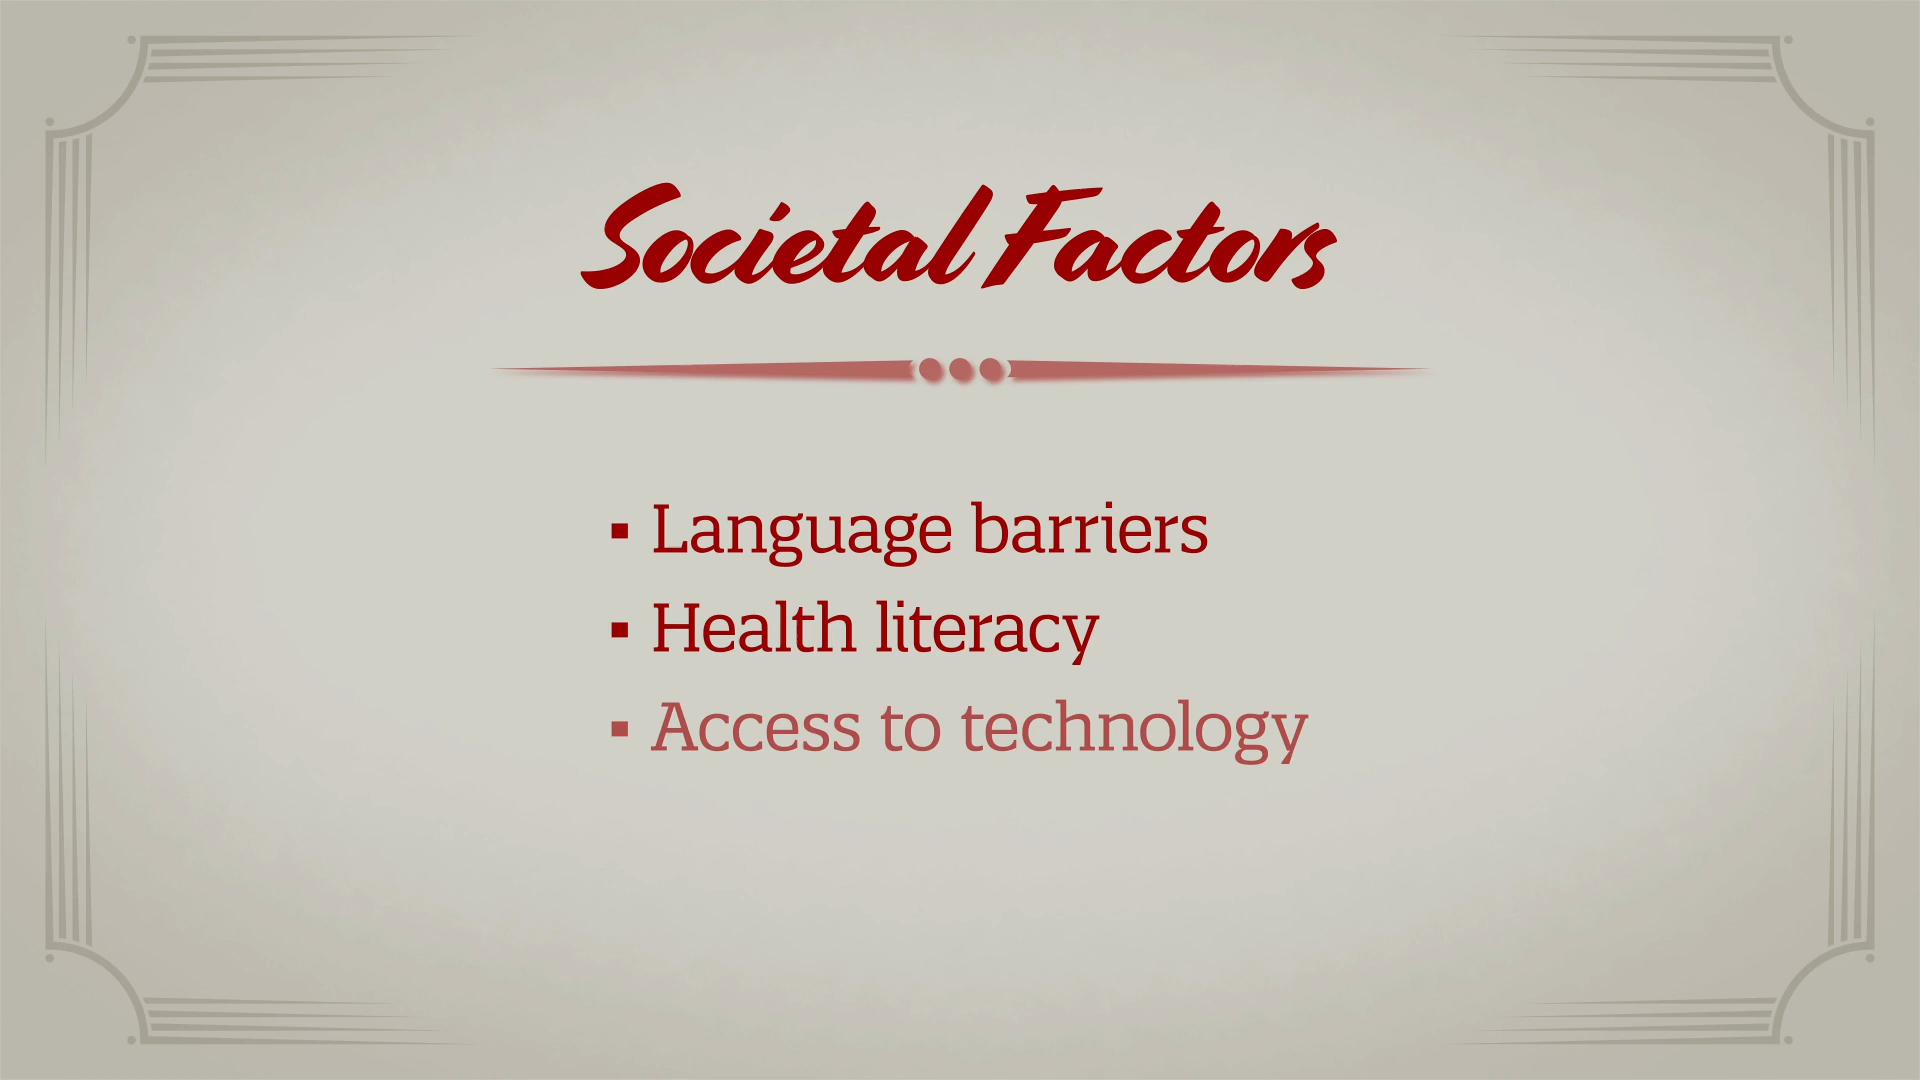 Societal Factors
▪ Language barriers
▪ Health literacy
▪ Access to technology